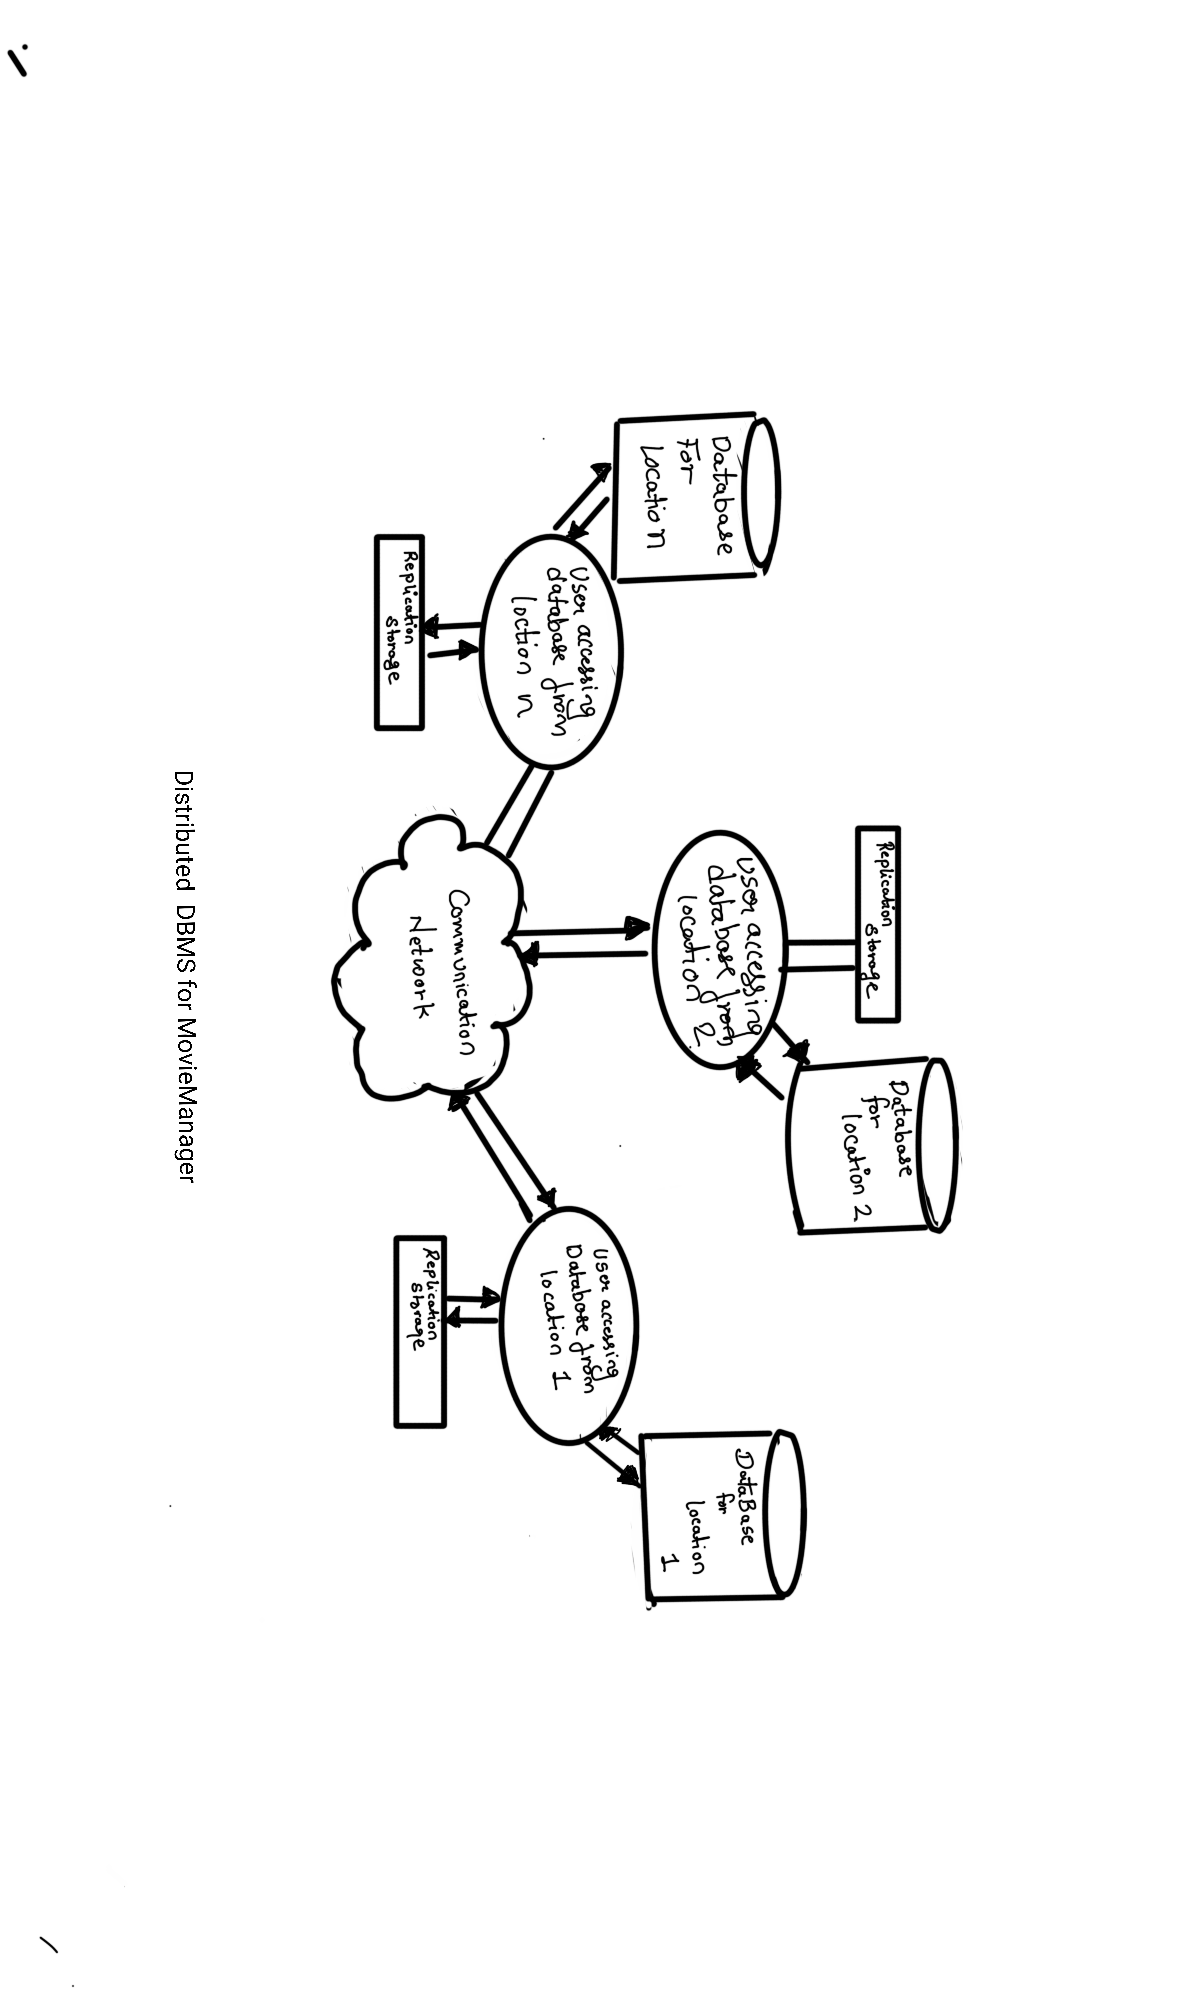 Database
For
Locatio n
User accessing
database from
loction n
Replication
storage
Replication
storage
User accessing
database from
location 2
Database
for
location 2
Communication
Network
User accessing
Database from
location 1
Replication
storage
DataBase
for
Location
1
Distributed DBMS for MovieManager